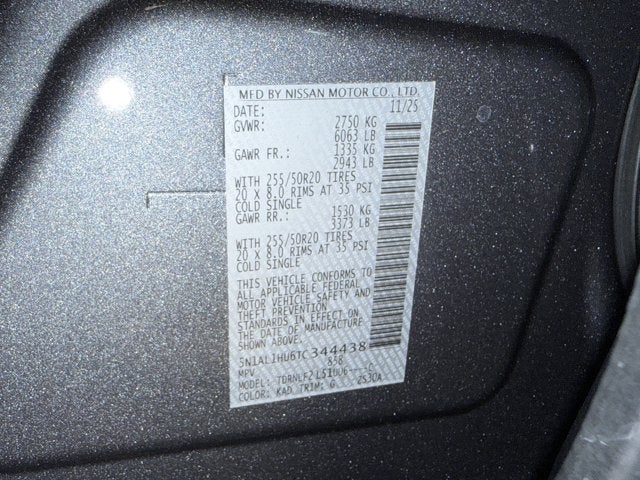 MFD BY NISSAN MOTOR CO., LTD.
DATE: 11/25
GVWR: 2750 KG
6063 LB
GAWR FR.: 1335 KG
2943 LB
WITH 255/50R20 TIRES
20 X 8.0 RIMS AT 35 PSI
COLD SINGLE
GAWR RR.: 1530 KG
3373 LB
WITH 255/50R20 TIRES
20 X 8.0 RIMS AT 35 PSI
COLD SINGLE
THIS VEHICLE CONFORMS TO
ALL APPLICABLE FEDERAL
MOTOR VEHICLE SAFETY AND
THEFT PREVENTION
STANDARDS IN EFFECT ON
THE DATE OF MANUFACTURE
SHOWN ABOVE.
5N1AL1HU6TC344438
MPV
MODEL:
COLOR: KAD TRIM: G 2530A